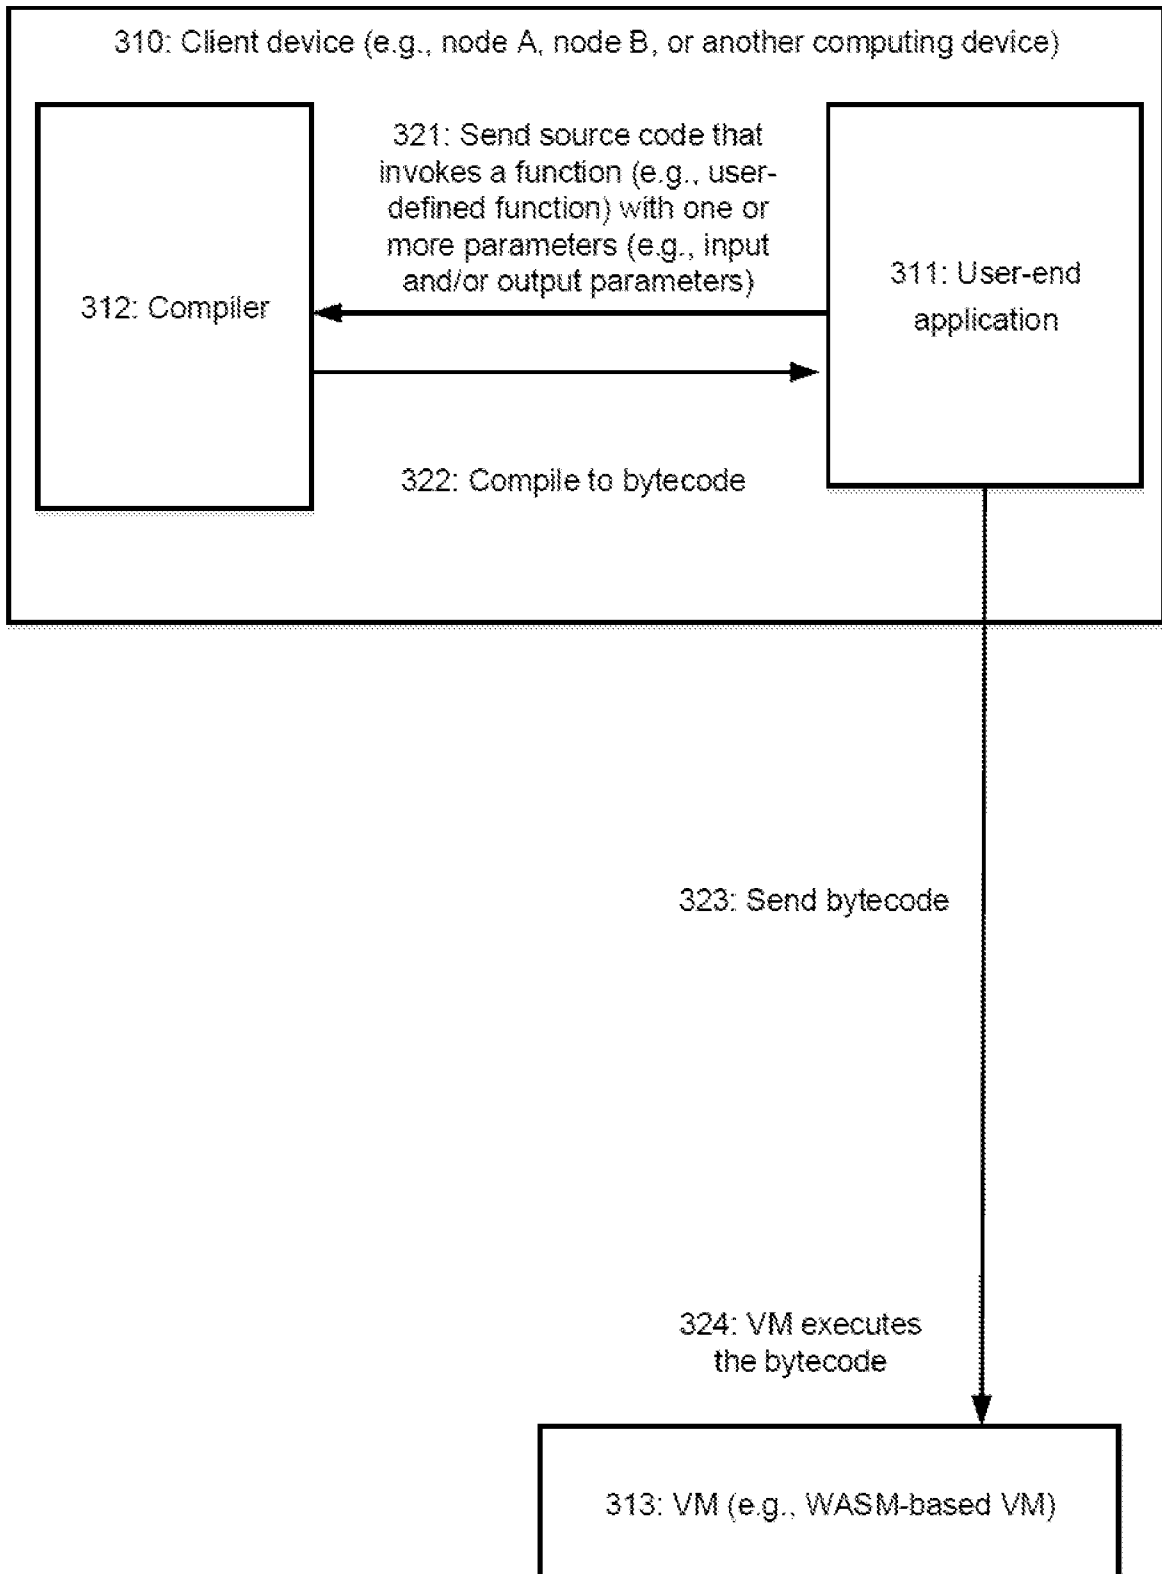 310: Client device (e.g., node A, node B, or another computing device)
321: Send source code that
invokes a function (e.g., user-
defined function) with one or
more parameters (e.g., input
and/or output parameters)
312: Compiler
311: User-end
application
322: Compile to bytecode
323: Send bytecode
324: VM executes
the bytecode
313: VM (e.g., WASM-based VM)